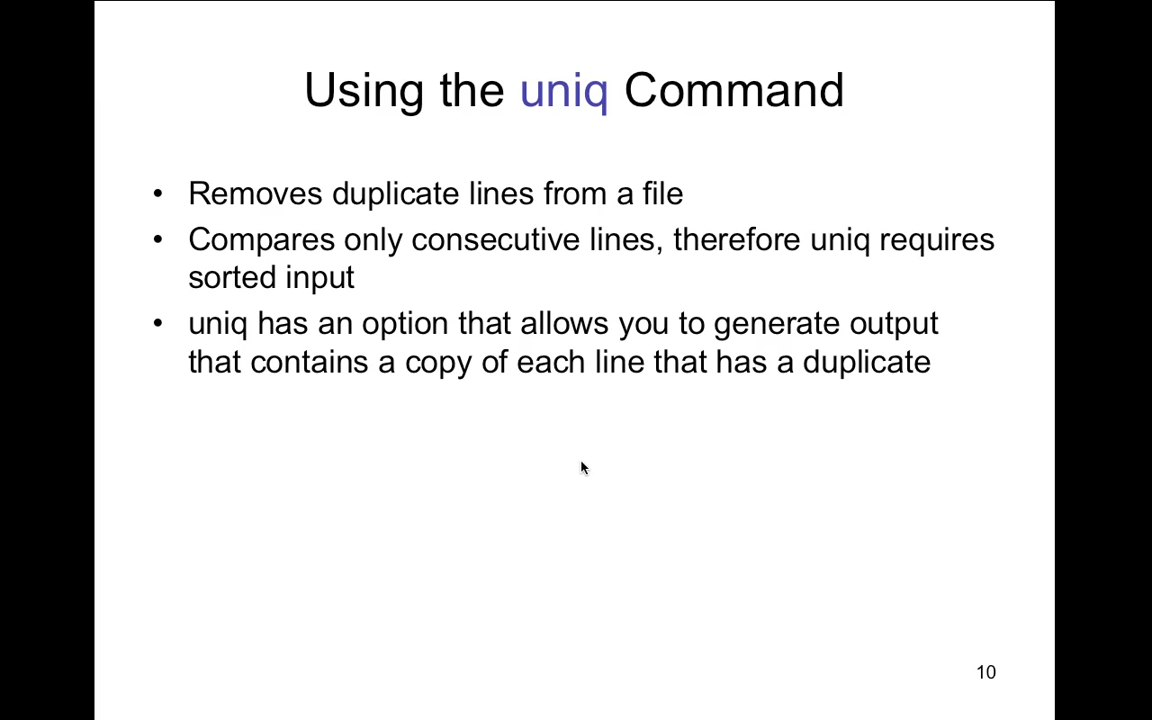 Using the uniq Command
• Removes duplicate lines from a file
• Compares only consecutive lines, therefore uniq requires
sorted input
• uniq has an option that allows you to generate output
that contains a copy of each line that has a duplicate
10